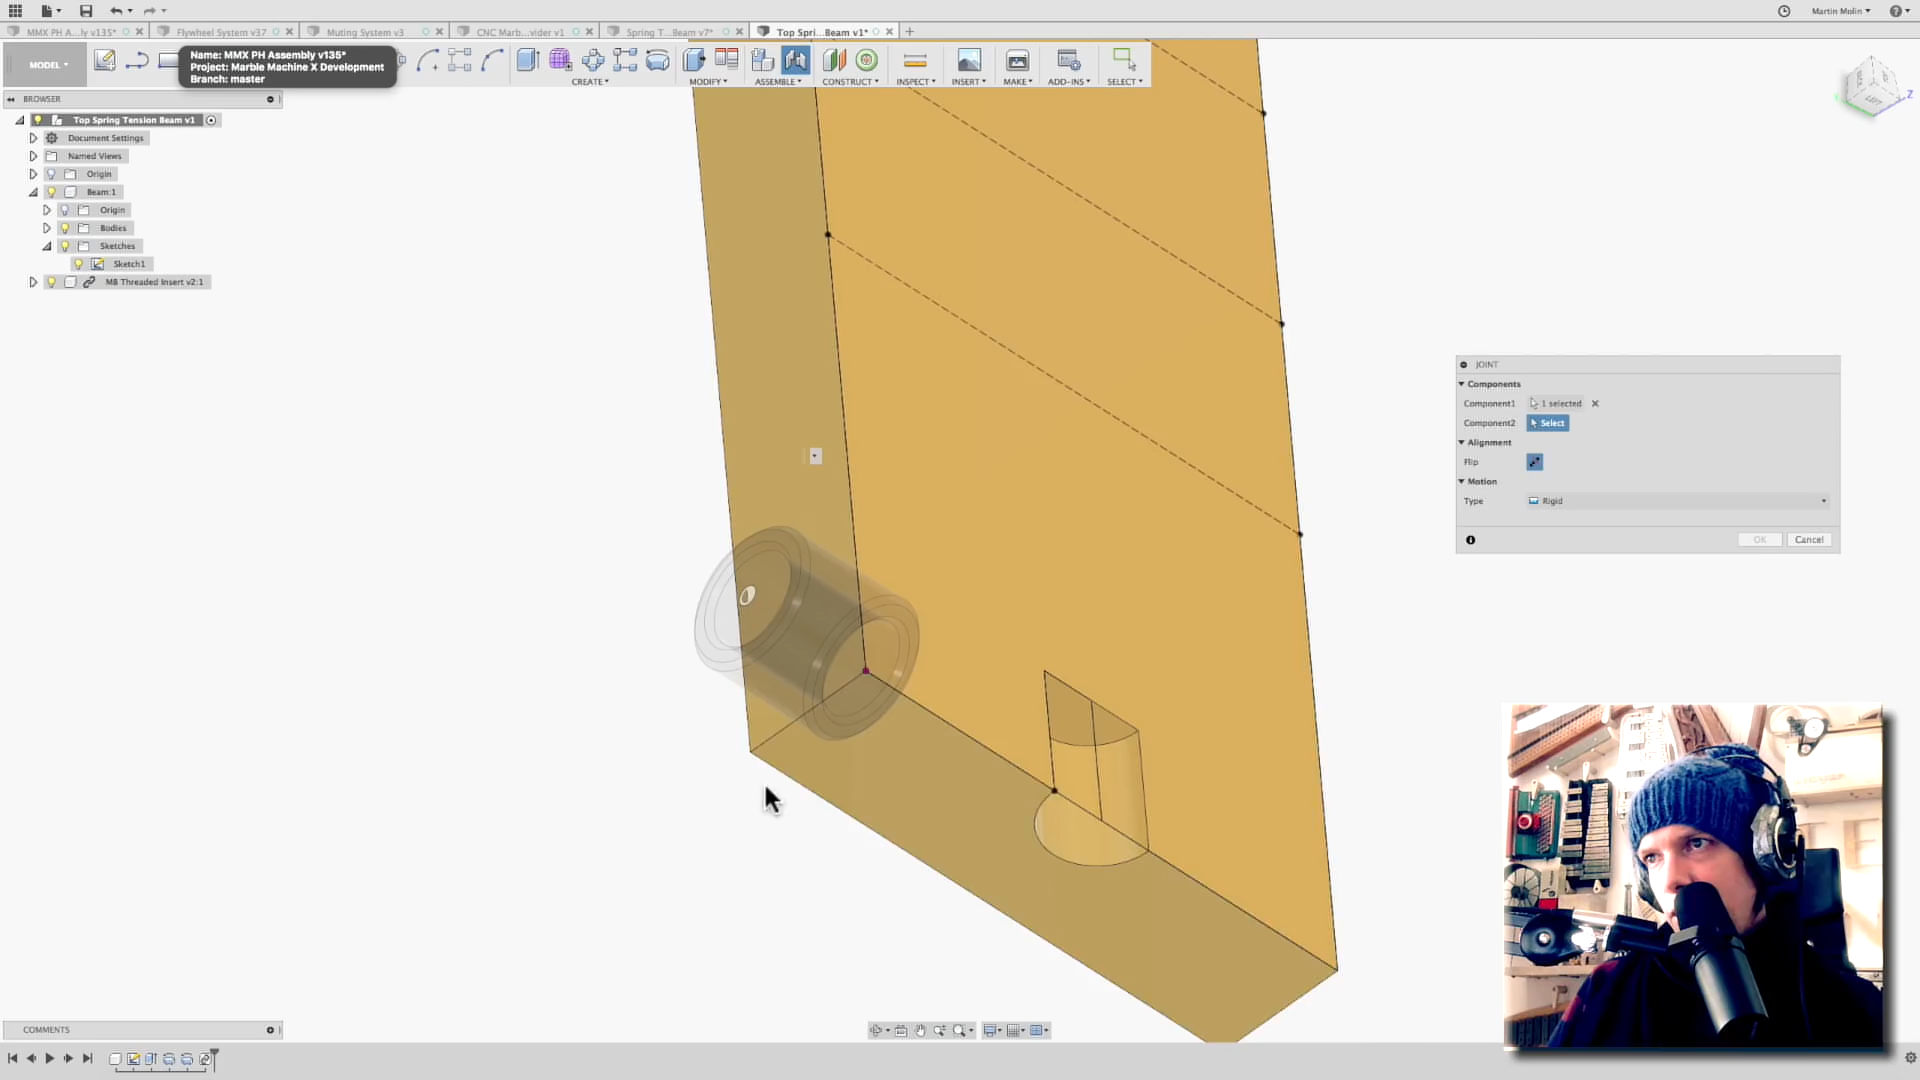 Martin Molin
MMX PH A...ly v135*
Flywheel System v37
Muting System v3
CNC Marb...vider v1
Spring T...Beam v7*
Top Spri...Beam v1*
MODEL
Name: MMX PH Assembly v135*
Project: Marble Machine X Development
Branch: master
CREATE
MODIFY
ASSEMBLE
CONSTRUCT
INSPECT
INSERT
MAKE
ADD-INS
SELECT
LEFT
Z
BROWSER
Top Spring Tension Beam v1
Document Settings
Named Views
Origin
Beam:1
Origin
Bodies
Sketches
Sketch1
M8 Threaded Insert v2:1
JOINT
Components
Component1 1 selected
Component2 Select
Alignment
Flip
Motion
Type Rigid
OK Cancel
COMMENTS